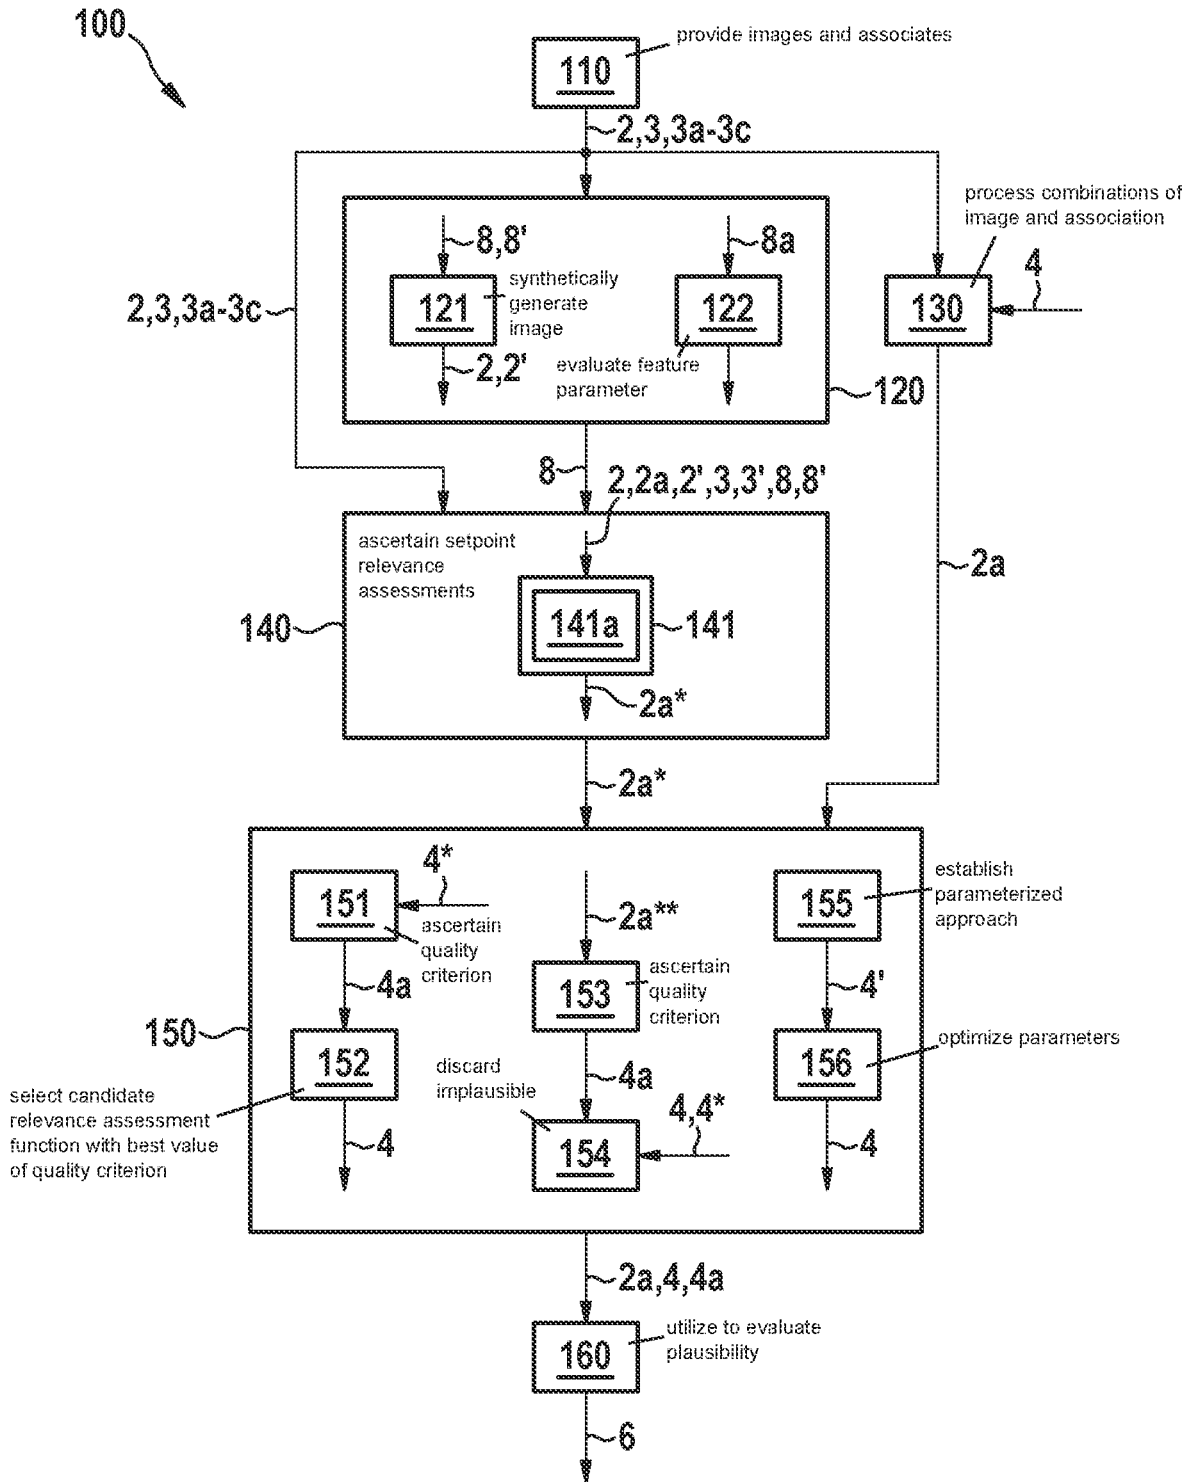 100
110
provide images and associates
2,3,3a-3c
process combinations of
image and association
8,8'
8a
4
121
synthetically
generate
image
122
130
2,3,3a-3c
2,2'
evaluate feature
parameter
120
8
2,2a,2',3,3',8,8'
ascertain setpoint
relevance
assessments
2a
140
141a
141
2a*
2a*
4*
151
ascertain
quality
criterion
2a**
155
establish
parameterized
approach
4a
153
ascertain
quality
criterion
4'
150
152
discard
implausible
4a
156
optimize parameters
select candidate
relevance assessment
function with best value
of quality criterion
4
154
4,4*
4
2a,4,4a
160
utilize to evaluate
plausibility
6